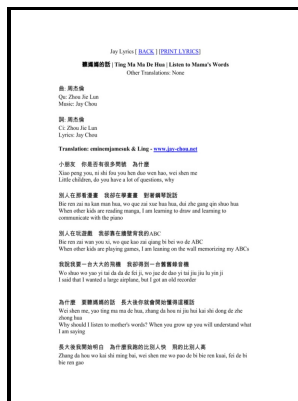 Jay Lyrics [ BACK ] [PRINT LYRICS]
聽媽媽的話 | Ting Ma Ma De Hua | Listen to Mama's Words
Other Translations: None
曲: 周杰倫
Qu: Zhou Jie Lun
Music: Jay Chou
詞: 周杰倫
Ci: Zhou Jie Lun
Lyrics: Jay Chou
Translation: eminemjamesuk & Ling - www.jay-chou.net
小朋友 你是否有很多問號 為什麼
Xiao peng you, ni shi fou you hen duo wen hao, wei shen me
Little children, do you have a lot of questions, why
別人在那看漫畫 我卻在學畫畫 對著鋼琴說話
Bie ren zai na kan man hua, wo que zai xue hua hua, dui zhe gang qin shuo hua
When other kids are reading manga, I am learning to draw and learning to
communicate with the piano
別人在玩遊戲 我卻靠在牆壁背我的ABC
Bie ren zai wan you xi, wo que kao zai qiang bi bei wo de ABC
When other kids are playing games, I am leaning on the wall memorizing my ABCs
我說我要一台大大的飛機 我卻得到一台舊舊錄音機
Wo shuo wo yao yi tai da da de fei ji, wo jue de dao yi tai jiu jiu lu yin ji
I said that I wanted a large airplane, but I got an old recorder
為什麼 要聽媽媽的話 長大後你就會開始懂得這種話
Wei shen me, yao ting ma ma de hua, zhang da hou ni jiu hui kai shi dong de zhe
zhong hua
Why should I listen to mother's words? When you grow up you will understand what
I am saying
長大後我開始明白 為什麼我跑的比別人快 飛的比別人高
Zhang da hou wo kai shi ming bai, wei shen me wo pao de bi bie ren kuai, fei de bi
bie ren gao